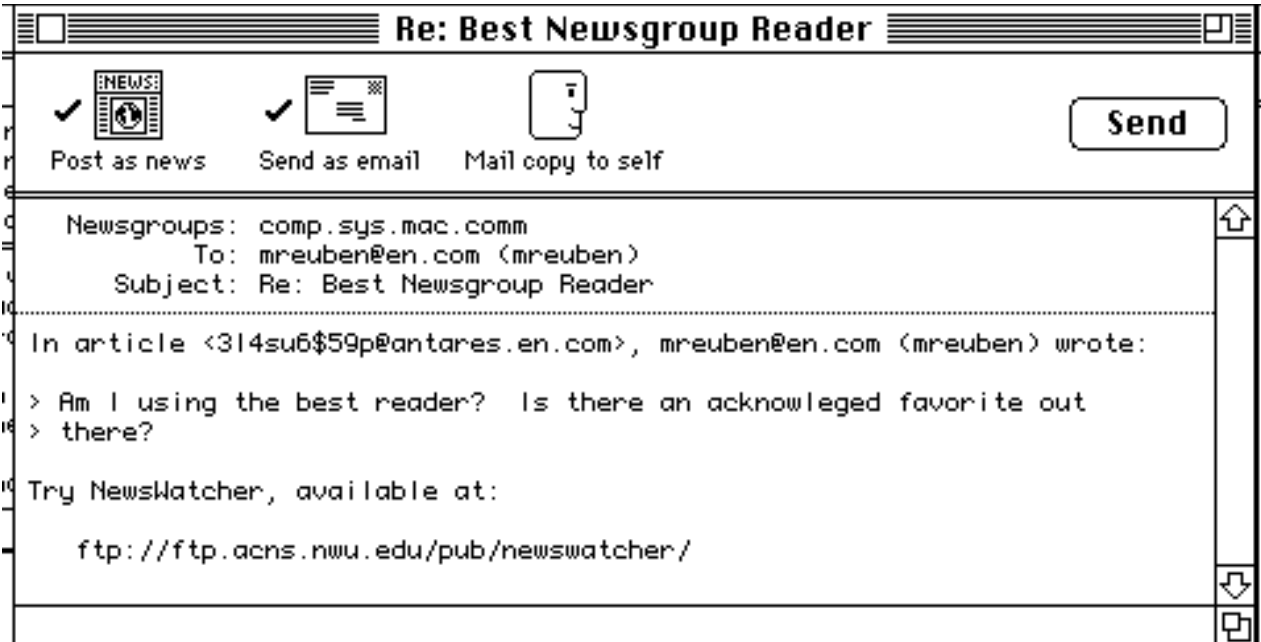 Re: Best Newsgroup Reader
NEWS
Post as news
Send as email
Mail copy to self
Send
Newsgroups: comp.sys.mac.comm
To: mreuben@en.com (mreuben)
Subject: Re: Best Newsgroup Reader
In article <3l4su6$59p@antares.en.com>, mreuben@en.com (mreuben) wrote:
> Am I using the best reader?  Is there an acknowleged favorite out
> there?
Try NewsWatcher, available at:
ftp://ftp.acns.nwu.edu/pub/newswatcher/